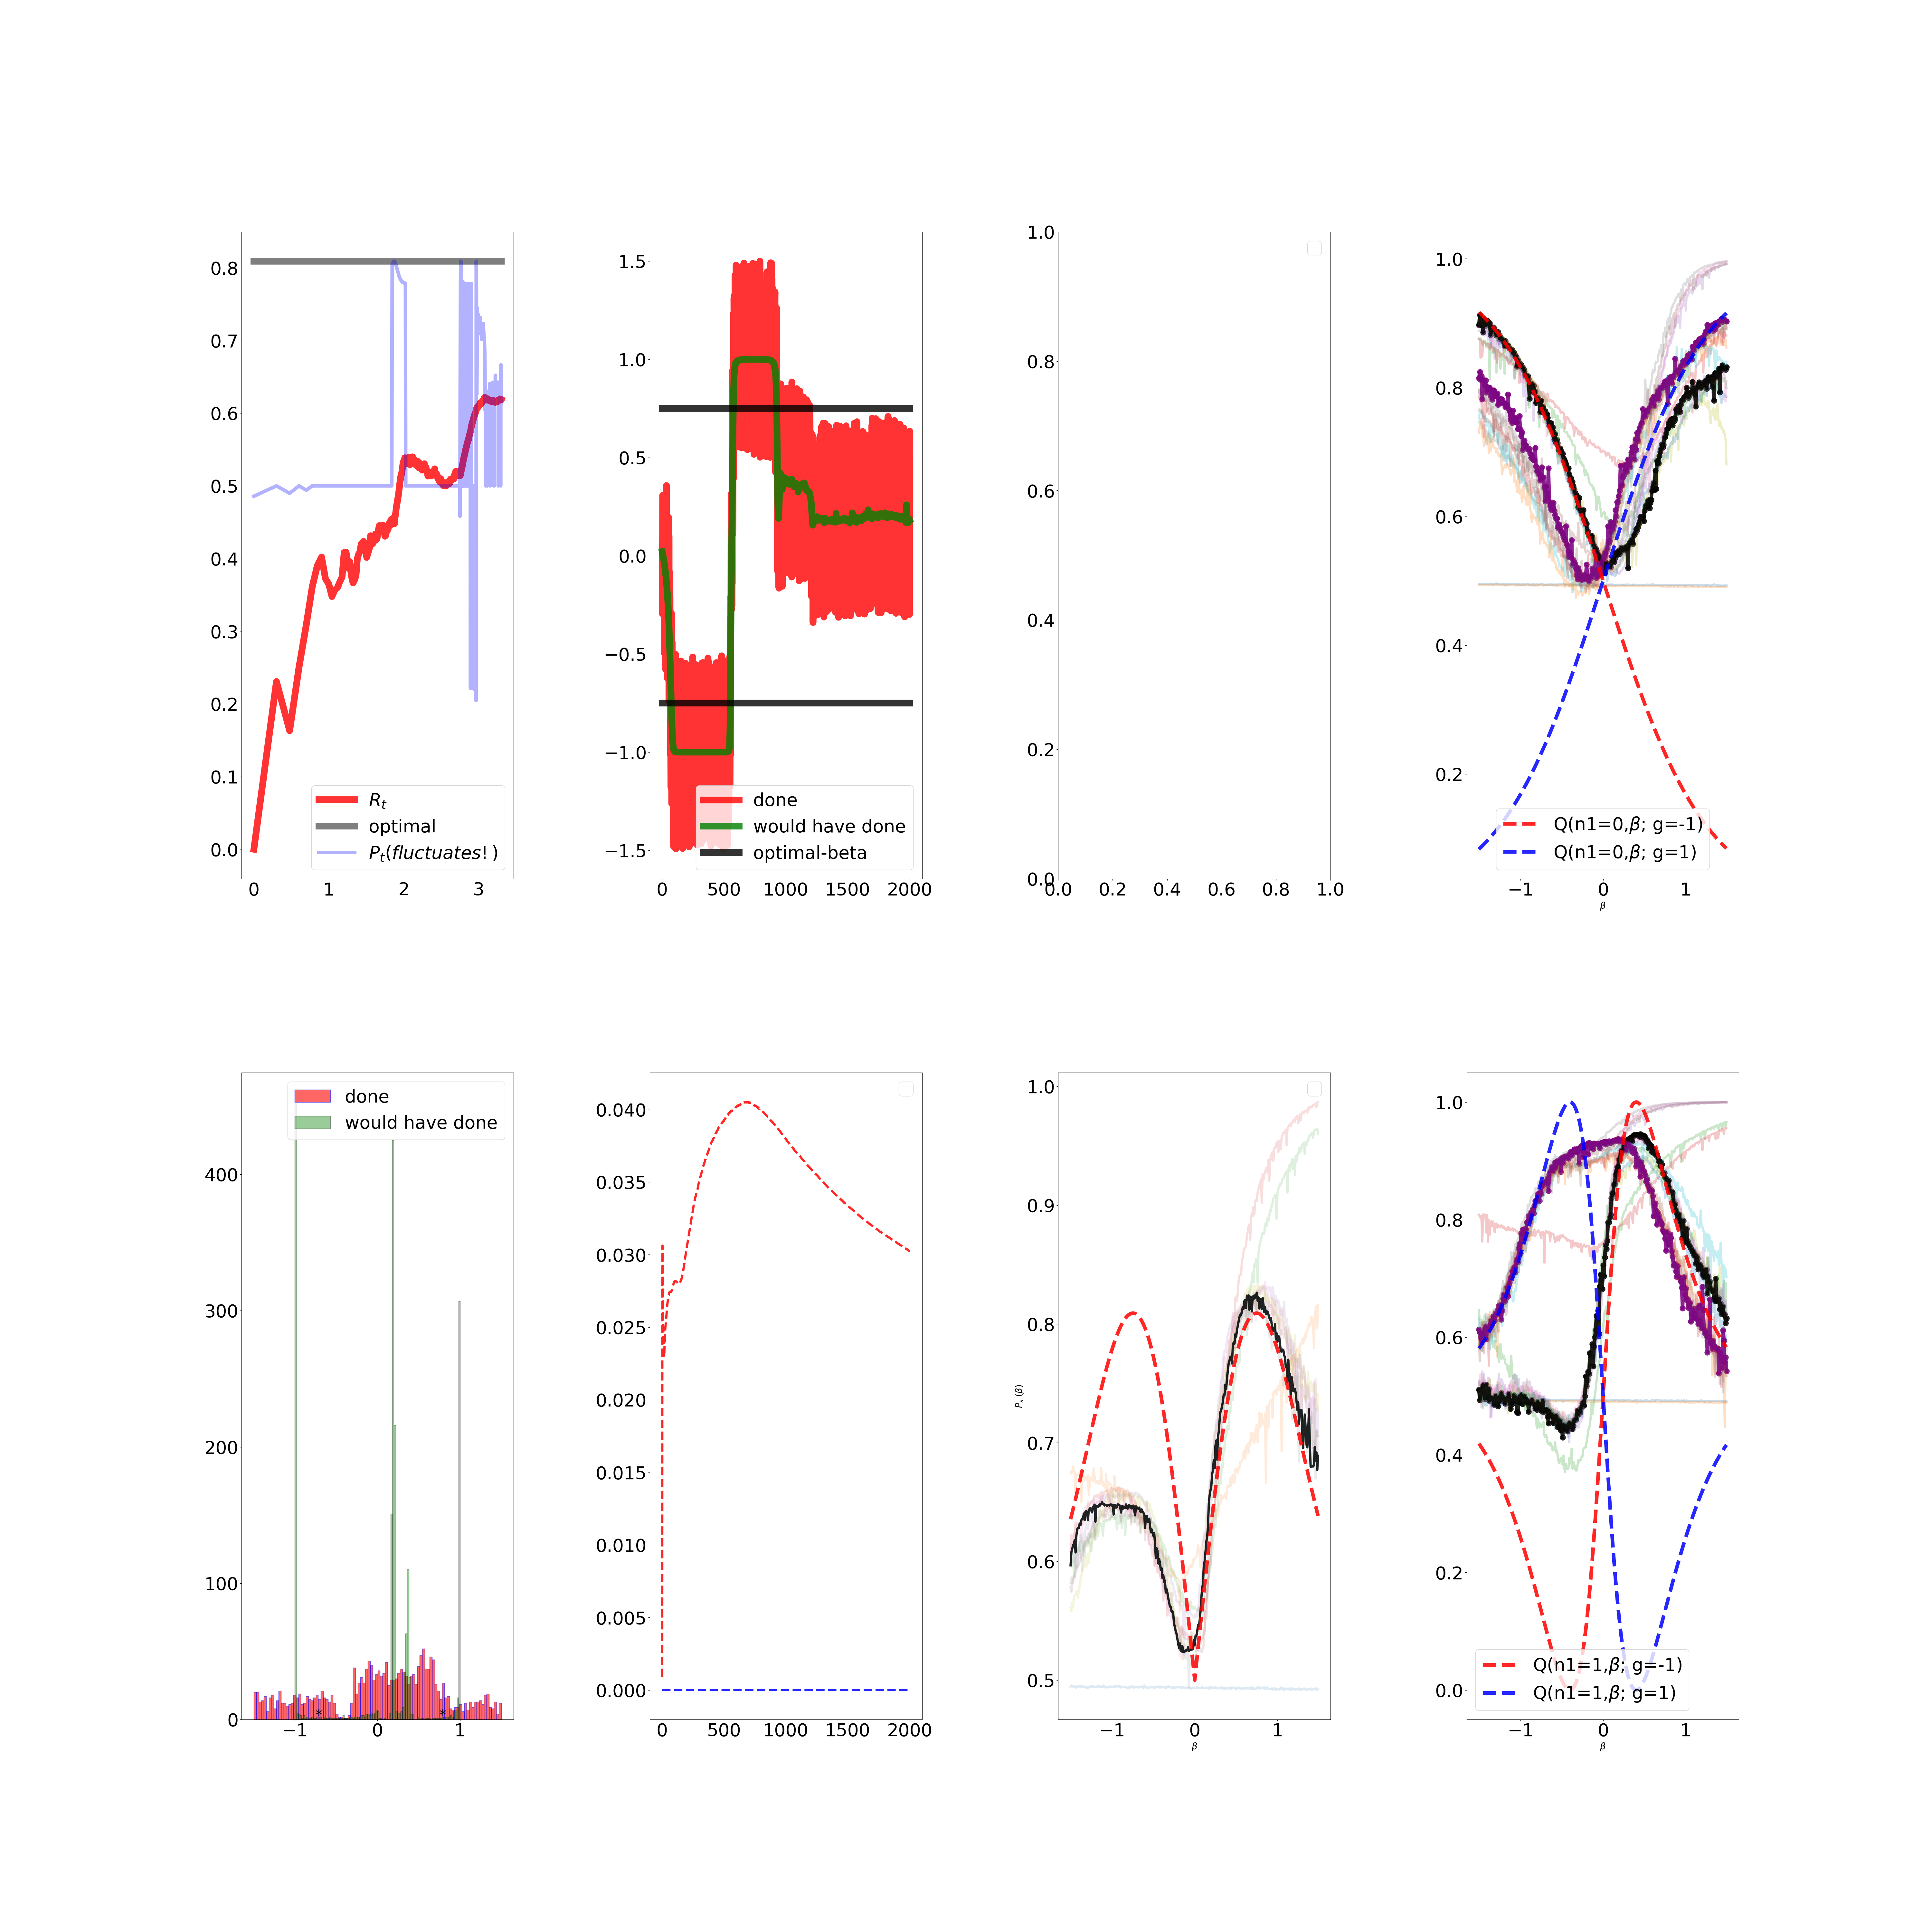 0.8
0.7
0.6
0.5
0.4
0.3
0.2
0.1
0.0
0 1 2 3
R_t
optimal
P_t(fluctuates!)
1.5
1.0
0.5
0.0
−0.5
−1.0
−1.5
0 500 1000 1500 2000
done
would have done
optimal-beta
1.0
0.8
0.6
0.4
0.2
0.0
0.0 0.2 0.4 0.6 0.8 1.0
1.0
0.8
0.6
0.4
0.2
−1 0 1
β
Q(n1=0,β; g=-1)
Q(n1=0,β; g=1)
400
300
200
100
0
−1 0 1
done
would have done
* *
0.040
0.035
0.030
0.025
0.020
0.015
0.010
0.005
0.000
0 500 1000 1500 2000
P_s (β)
1.0
0.9
0.8
0.7
0.6
0.5
−1 0 1
β
1.0
0.8
0.6
0.4
0.2
0.0
−1 0 1
β
Q(n1=1,β; g=-1)
Q(n1=1,β; g=1)